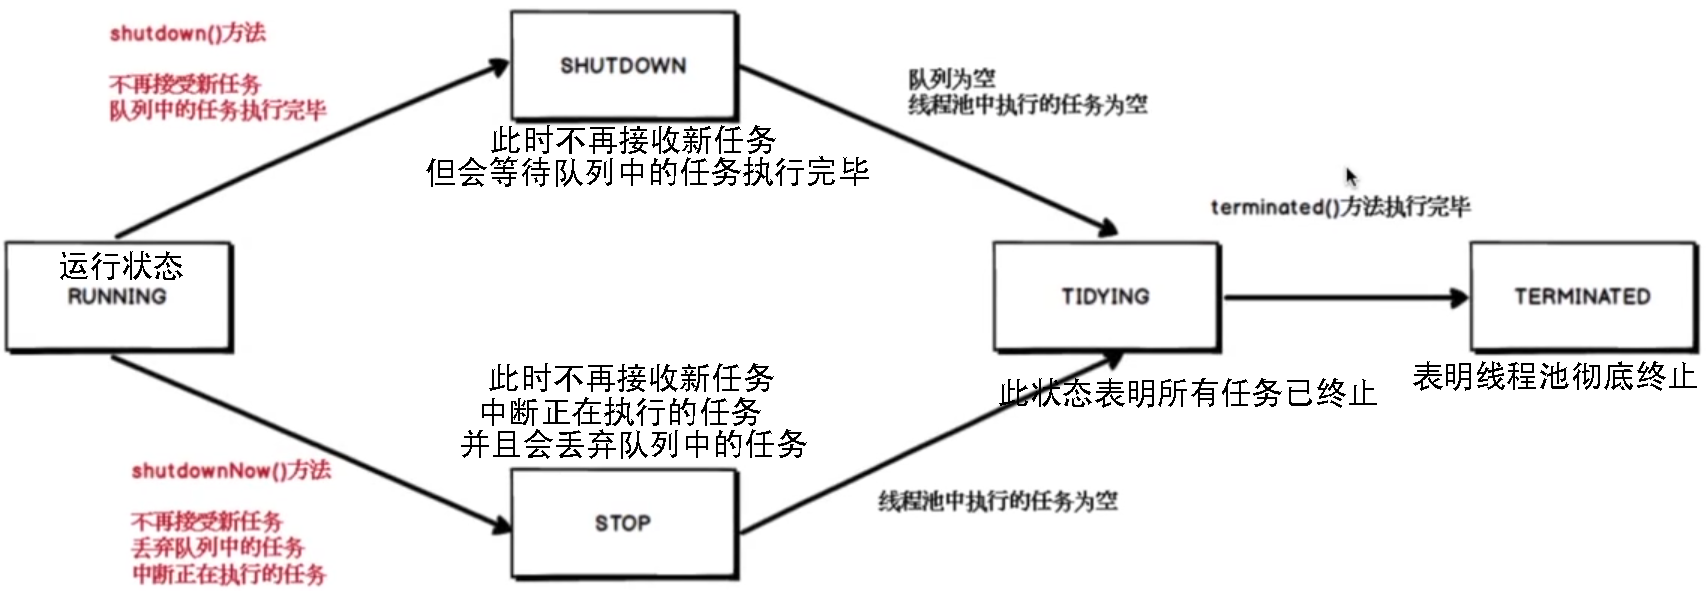 shutdown()方法
不再接受新任务
队列中的任务执行完毕
SHUTDOWN
此时不再接收新任务
但会等待队列中的任务执行完毕
队列为空
线程池中执行的任务为空
terminated()方法执行完毕
运行状态
RUNNING
TIDYING
TERMINATED
此状态表明所有任务已终止
表明线程池彻底终止
此时不再接收新任务
中断正在执行的任务
并且会丢弃队列中的任务
shutdownNow()方法
不再接受新任务
丢弃队列中的任务
中断正在执行的任务
STOP
线程池中执行的任务为空